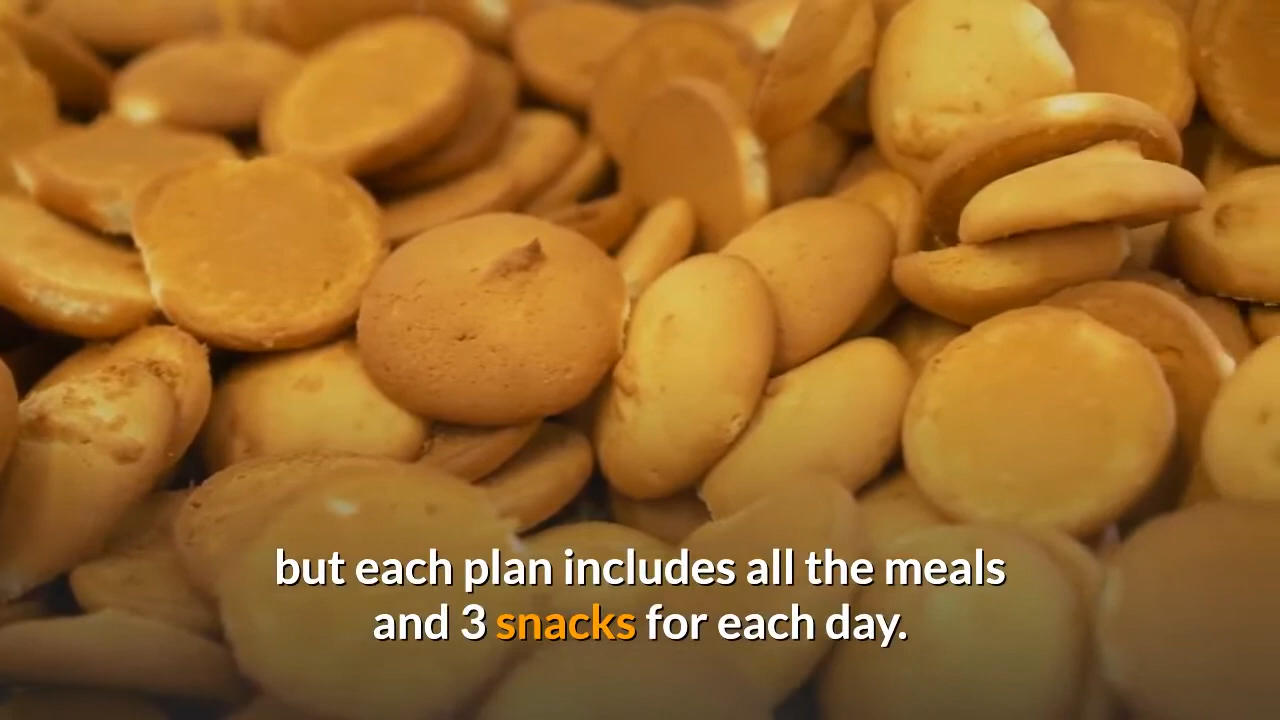 but each plan includes all the meals
and 3 snacks for each day.